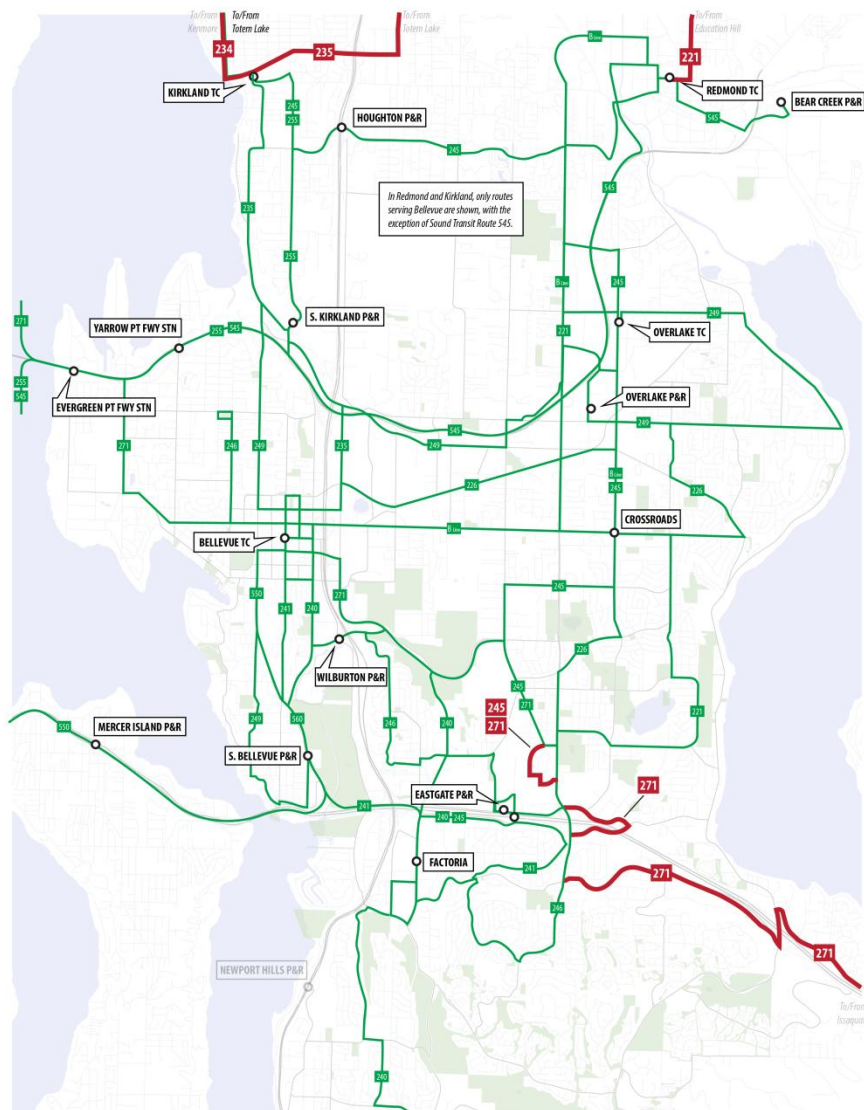 To/From
Kenmore
To/From
Totem Lake
To/From
Totem Lake
To/From
Education Hill
234
235
B Line
221
KIRKLAND TC
REDMOND TC
BEAR CREEK P&R
245
255
HOUGHTON P&R
545
245
545
In Redmond and Kirkland, only routes
serving Bellevue are shown, with the
exception of Sound Transit Route 545.
235
255
B Line
245
271
YARROW PT FWY STN
255
545
S. KIRKLAND P&R
249
221
OVERLAKE TC
255
545
EVERGREEN PT FWY STN
OVERLAKE P&R
271
246
249
235
545
249
249
226
B Line
245
226
BELLEVUE TC
B Line
CROSSROADS
550
241
240
271
245
WILBURTON P&R
226
245
271
221
550
MERCER ISLAND P&R
249
560
246
240
245
271
S. BELLEVUE P&R
EASTGATE P&R
271
241
240
245
FACTORIA
241
271
246
NEWPORT HILLS P&R
271
To/From
Issaquah
240